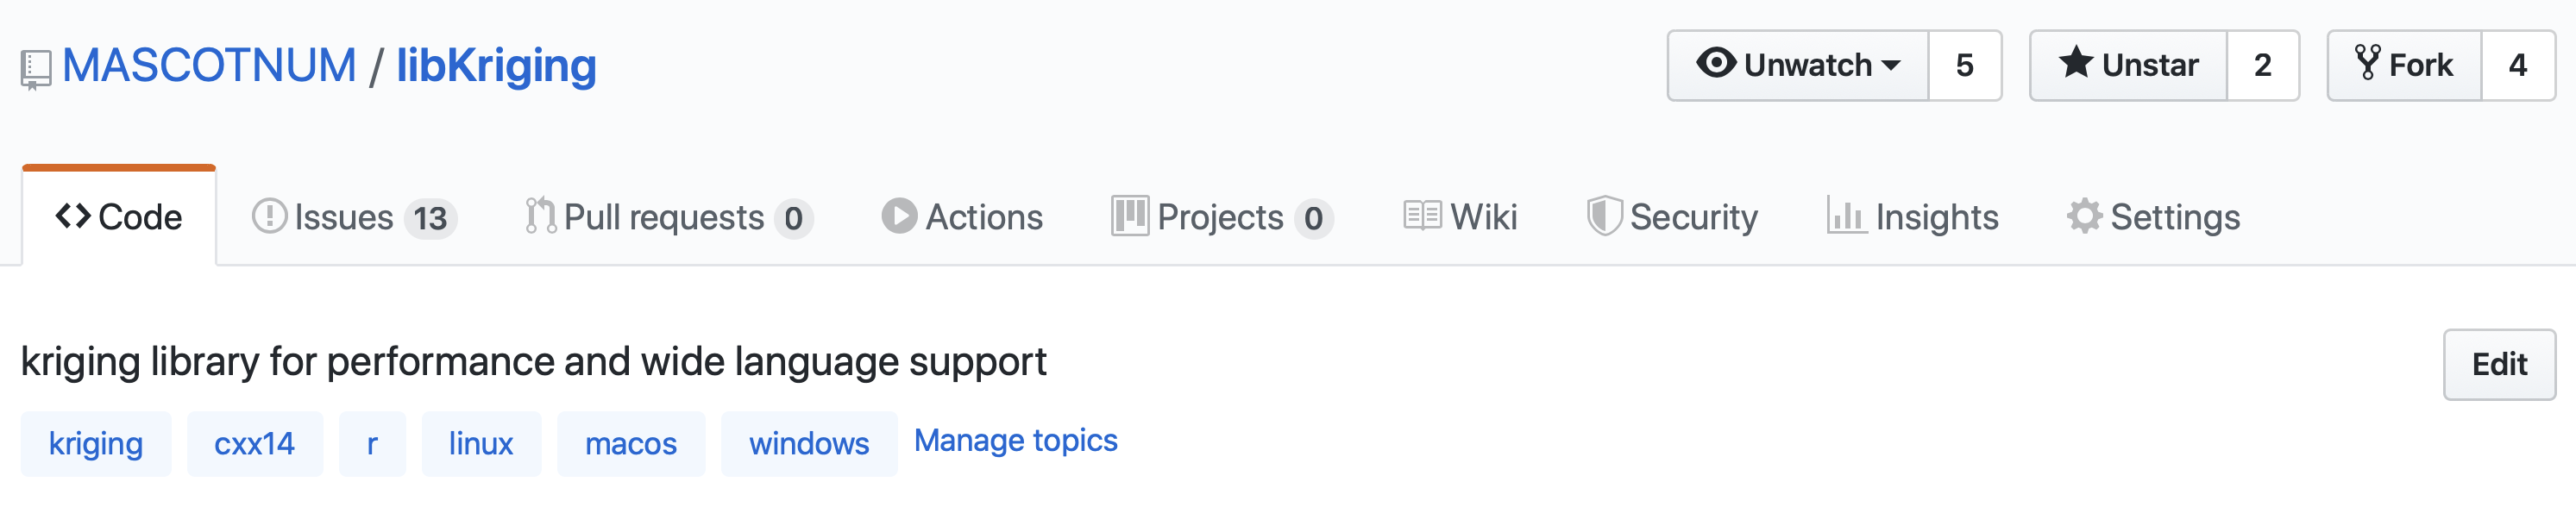 MASCOTNUM / libKriging Unwatch 5 Unstar 2 Fork 4
Code Issues 13 Pull requests 0 Actions Projects 0 Wiki Security Insights Settings
kriging library for performance and wide language support Edit
kriging cxx14 r linux macos windows Manage topics